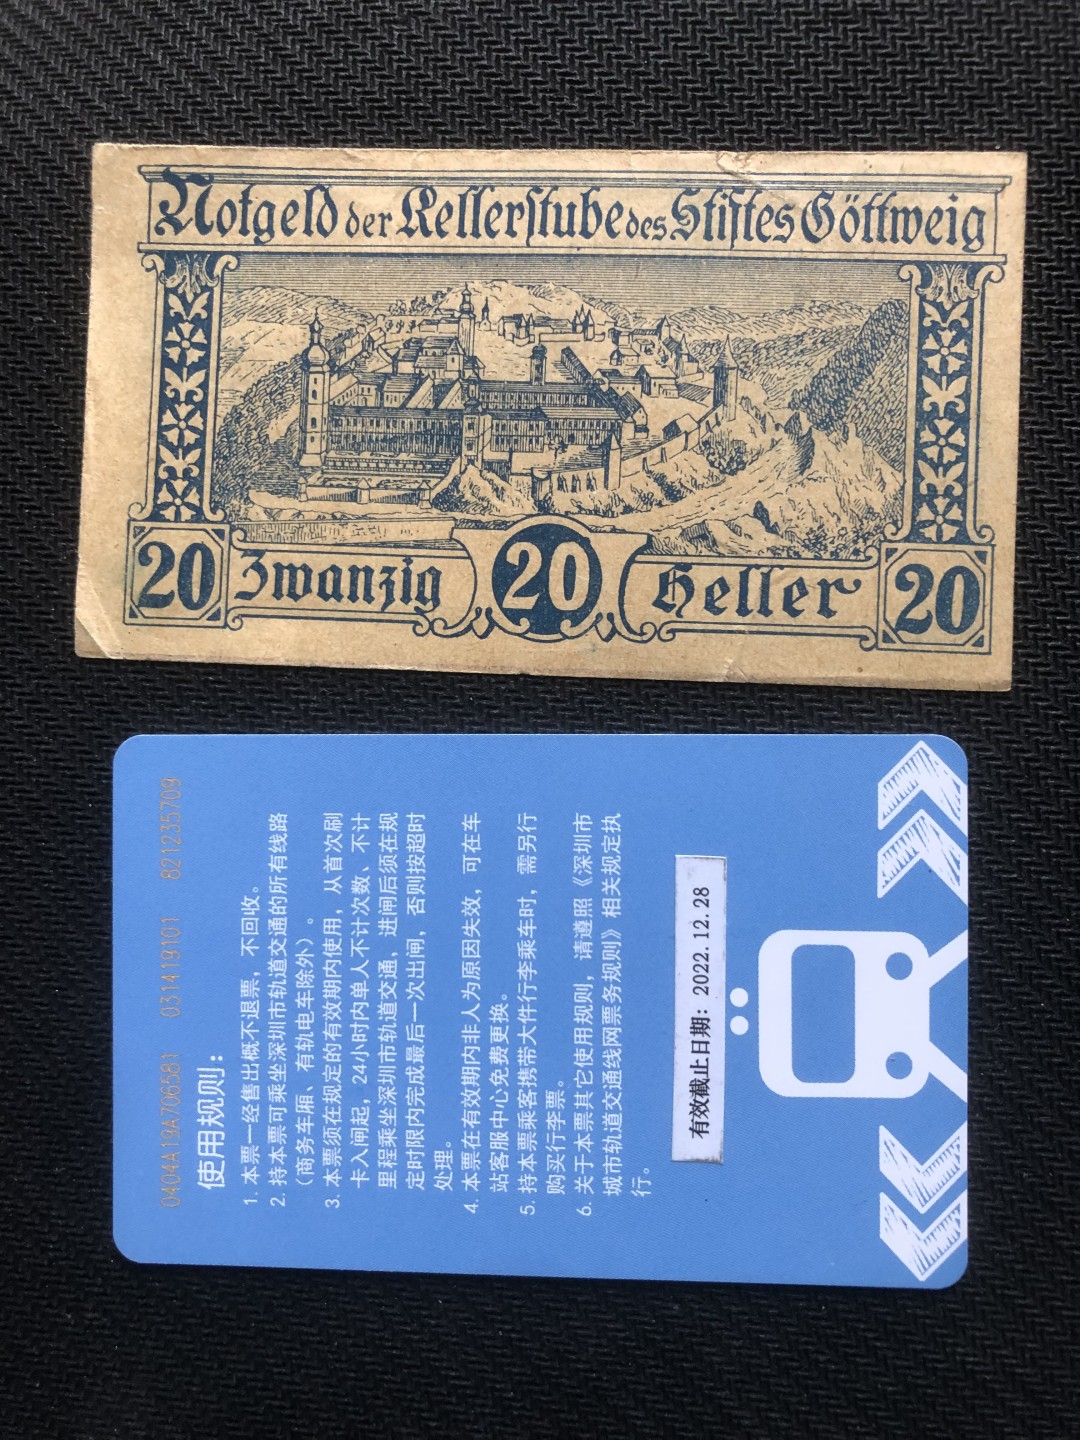 Notgeld der Kellerstube des Stiftes Göttweig
20 Zwanzig 20 Heller 20
0404A19A706581 031419101 821235709
使用规则：
1. 本票一经售出概不退票，不回收。
2. 持本票可乘坐深圳市轨道交通的所有线路
（商务车厢、有轨电车除外）。
3. 本票须在规定的有效期内使用，从首次刷
卡入闸起，24小时内单人不计次数、不计
里程乘坐深圳市轨道交通，进闸后须在规
定时限内完成最后一次出闸，否则按超时
处理。
4. 本票在有效期内非人为原因失效，可在车
站客服中心免费更换。
5. 持本票乘客携带大件行李乘车时，需另行
购买行李票。
6. 关于本票其它使用规则，请遵照《深圳市
城市轨道交通线网票务规则》相关规定执
行。
有效截止日期：2022.12.28